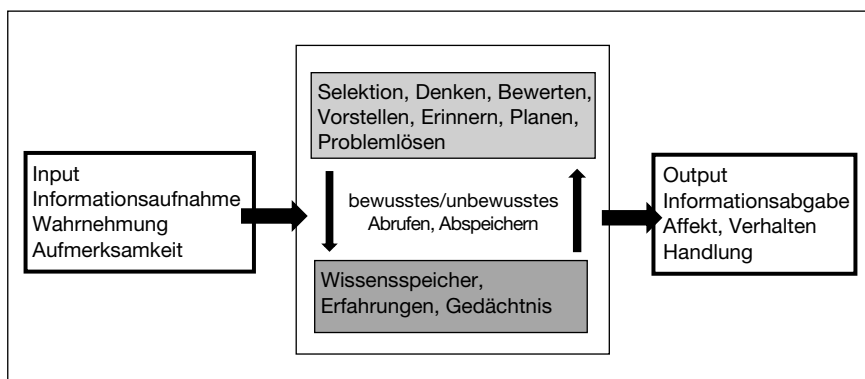 Input
Informationsaufnahme
Wahrnehmung
Aufmerksamkeit
Selektion, Denken, Bewerten,
Vorstellen, Erinnern, Planen,
Problemlösen
bewusstes/unbewusstes
Abrufen, Abspeichern
Wissensspeicher,
Erfahrungen, Gedächtnis
Output
Informationsabgabe
Affekt, Verhalten
Handlung